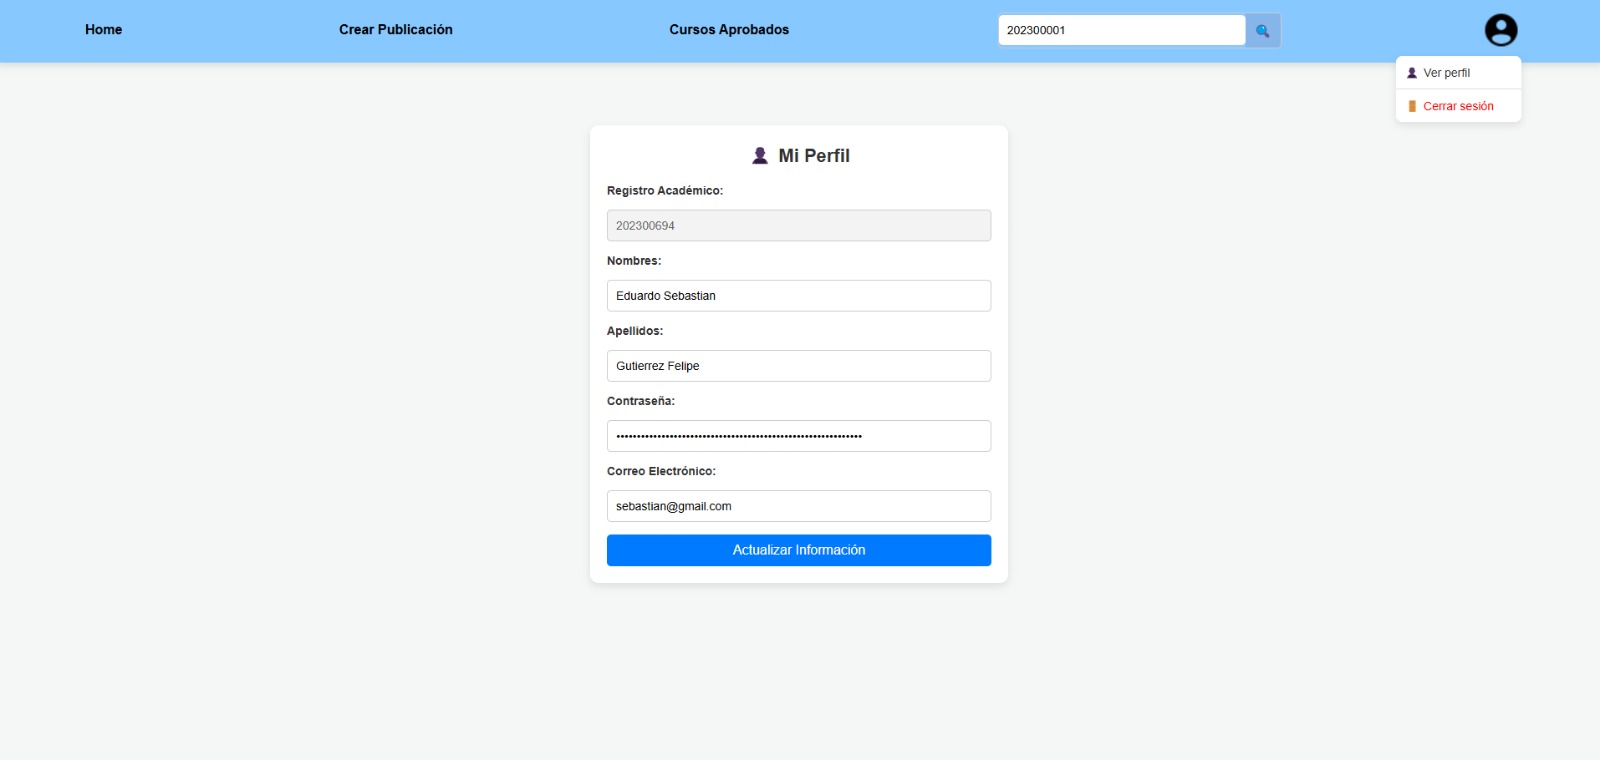 Home
Crear Publicación
Cursos Aprobados
202300001
Ver perfil
Cerrar sesión
Mi Perfil
Registro Académico:
202300694
Nombres:
Eduardo Sebastian
Apellidos:
Gutierrez Felipe
Contraseña:
Correo Electrónico:
sebastian@gmail.com
Actualizar Información